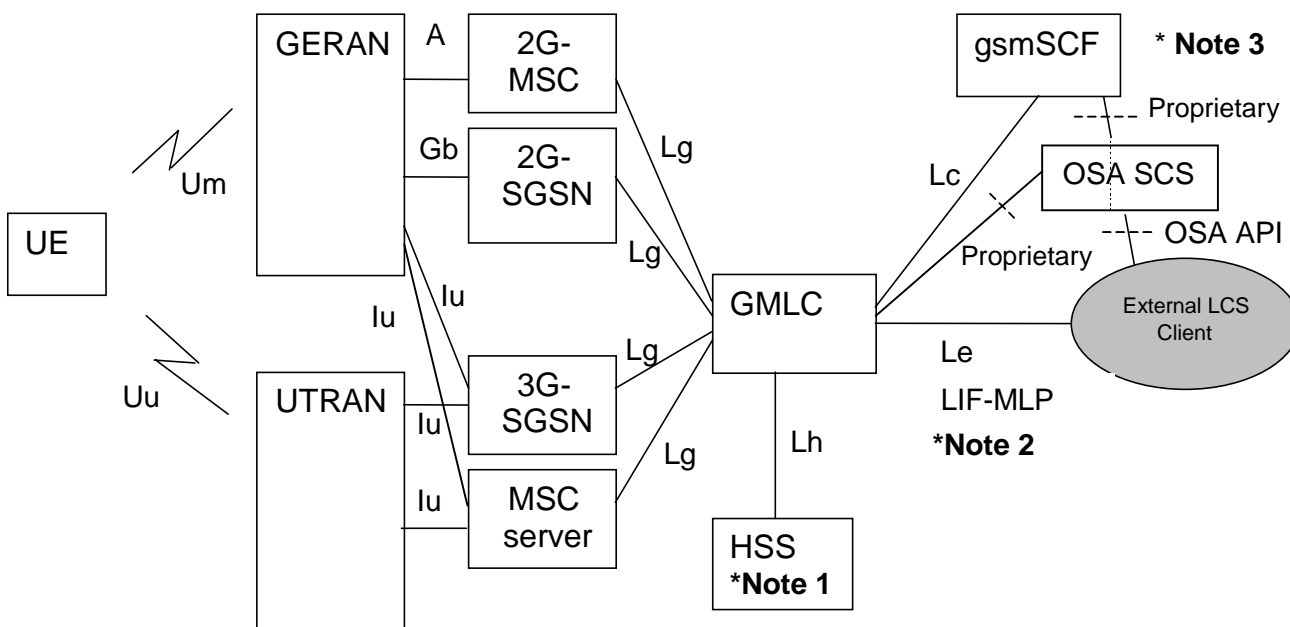 GERAN
A
2G-
MSC
gsmSCF
* Note 3
Proprietary
Gb
2G-
SGSN
Lg
Um
Lc
OSA SCS
UE
Lg
Proprietary
OSA API
Iu
Iu
GMLC
External LCS
Client
Uu
UTRAN
3G-
SGSN
Lg
Le
LIF-MLP
*Note 2
Iu
Lh
Lg
Iu
MSC
server
HSS
*Note 1